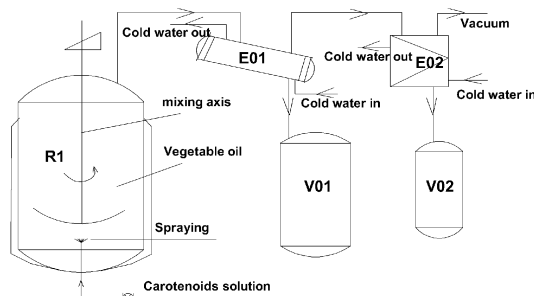 Vacuum
Cold water out
E01
Cold water out
E02
Cold water in
Cold water in
mixing axis
R1
Vegetable oil
V01
V02
Spraying
Carotenoids solution